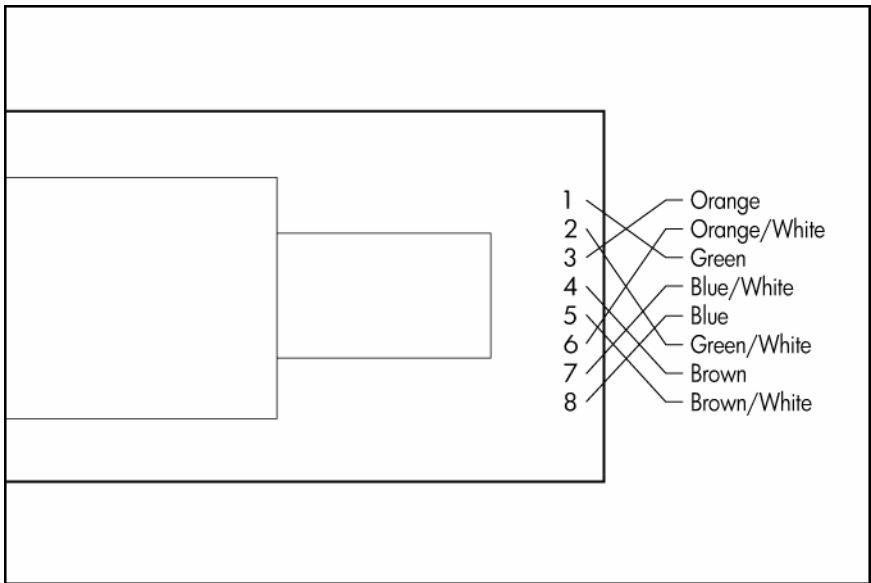 1 Orange
2 Orange/White
3 Green
4 Blue/White
5 Blue
6 Green/White
7 Brown
8 Brown/White